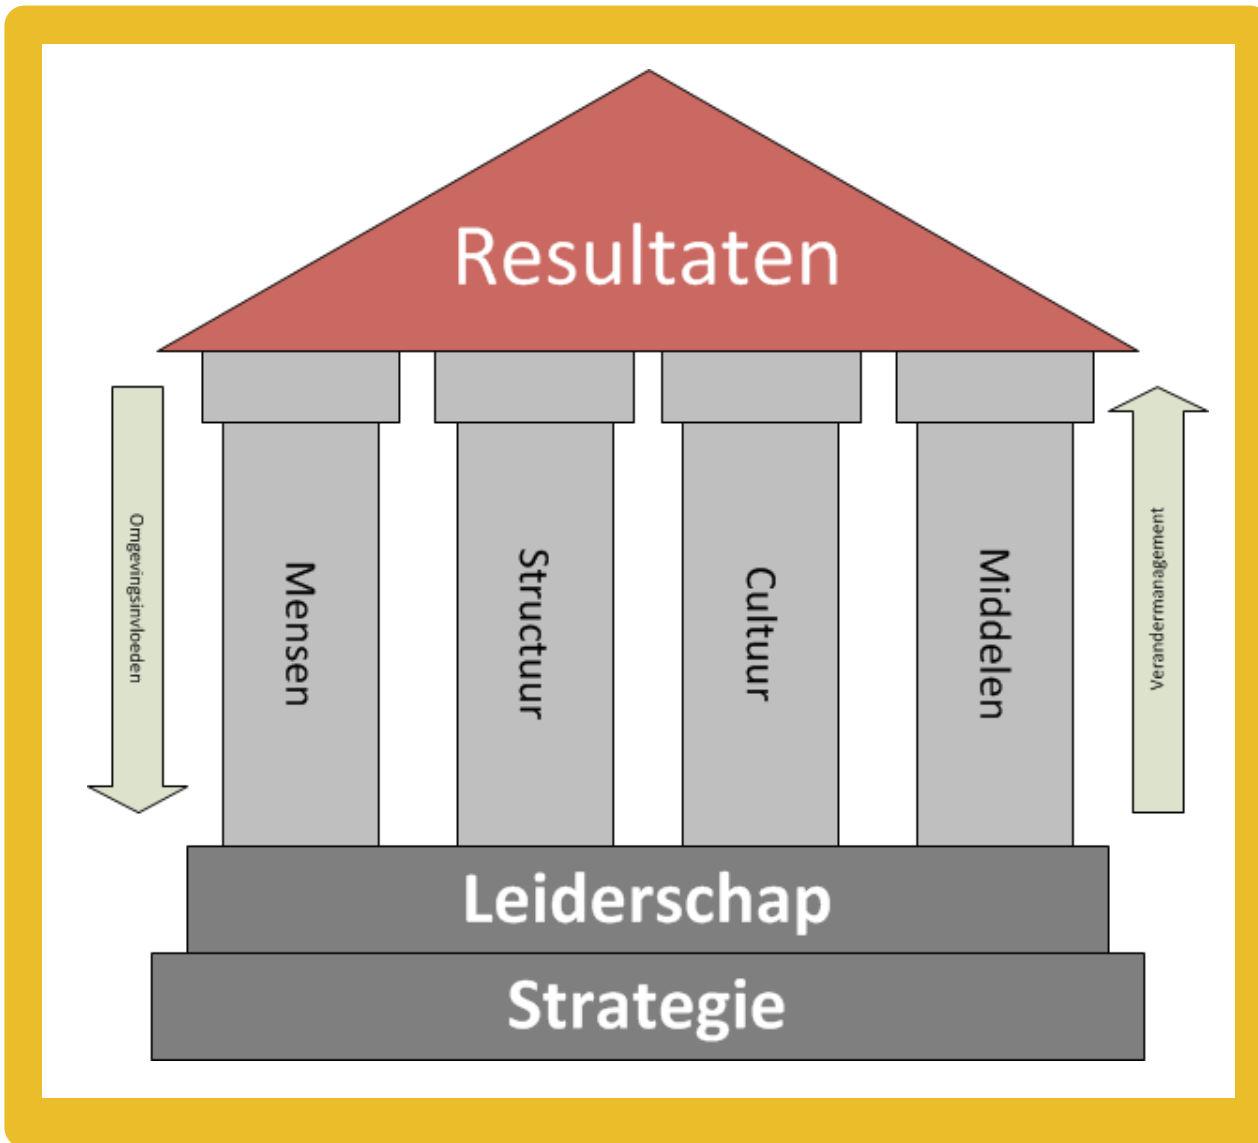 Resultaten
Omgevingsinvloeden
Mensen
Structuur
Cultuur
Middelen
Verandermanagement
Leiderschap
Strategie